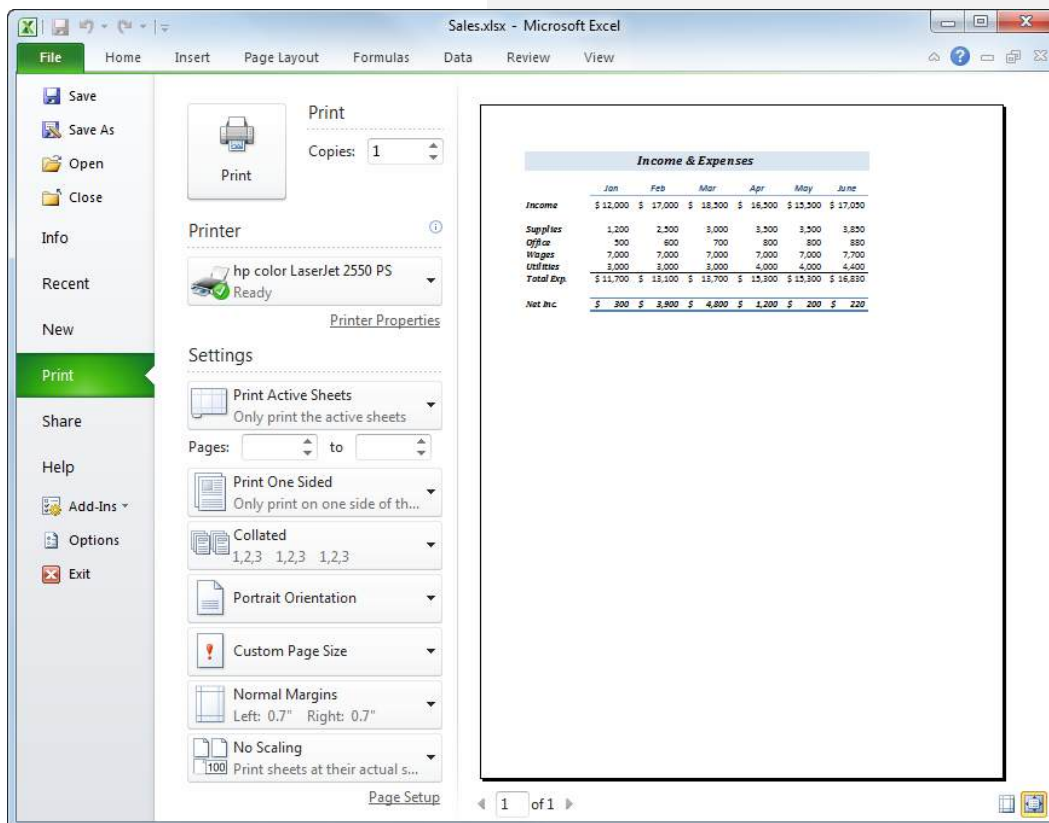 Sales.xlsx - Microsoft Excel
File Home Insert Page Layout Formulas Data Review View
Save
Save As
Open
Close
Info
Recent
New
Print
Share
Help
Add-Ins
Options
Exit
Print
Print
Copies: 1
Printer
hp color LaserJet 2550 PS
Ready
Printer Properties
Settings
Print Active Sheets
Only print the active sheets
Pages: to
Print One Sided
Only print on one side of th...
Collated
1,2,3 1,2,3 1,2,3
Portrait Orientation
Custom Page Size
Normal Margins
Left: 0.7" Right: 0.7"
No Scaling
100 Print sheets at their actual s...
Page Setup
Income & Expenses
Jan Feb Mar Apr May June
Income $ 12,000 $ 17,000 $ 18,500 $ 16,500 $ 15,500 $ 17,050
Supplies 1,200 2,500 3,000 3,500 3,500 3,850
Office 500 600 700 800 800 880
Wages 7,000 7,000 7,000 7,000 7,000 7,700
Utilities 3,000 3,000 3,000 4,000 4,000 4,400
Total Exp. $ 11,700 $ 13,100 $ 13,700 $ 15,300 $ 15,300 $ 16,830
Net Inc. $ 300 $ 3,900 $ 4,800 $ 1,200 $ 200 $ 220
1 of 1